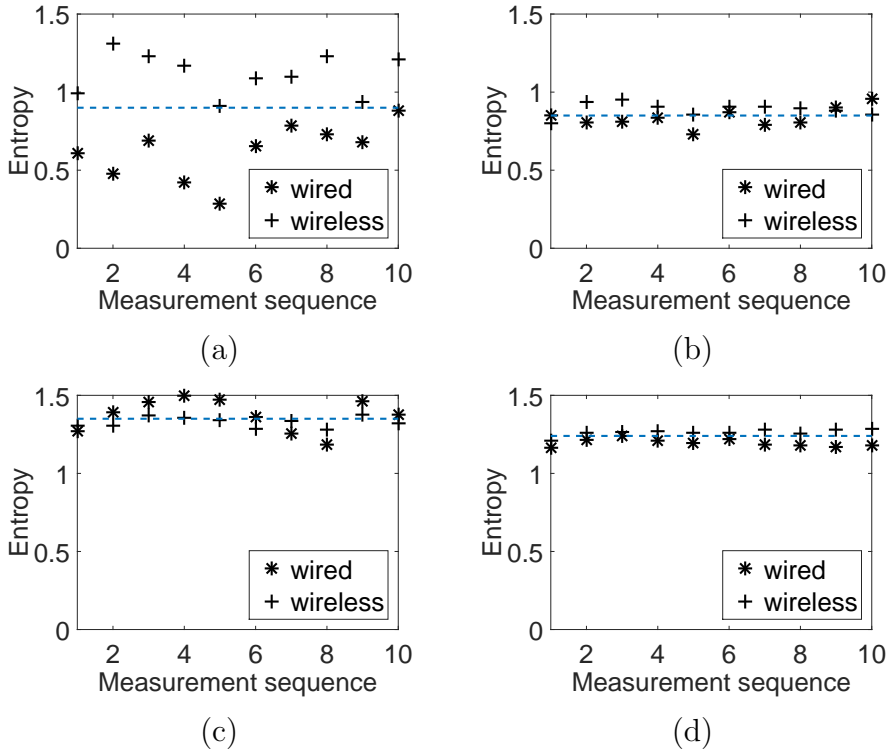 1.5
1
0.5
0
Entropy
wired
wireless
2 4 6 8 10
Measurement sequence
(a)
1.5
1
0.5
0
Entropy
wired
wireless
2 4 6 8 10
Measurement sequence
(b)
1.5
1
0.5
0
Entropy
wired
wireless
2 4 6 8 10
Measurement sequence
(c)
1.5
1
0.5
0
Entropy
wired
wireless
2 4 6 8 10
Measurement sequence
(d)